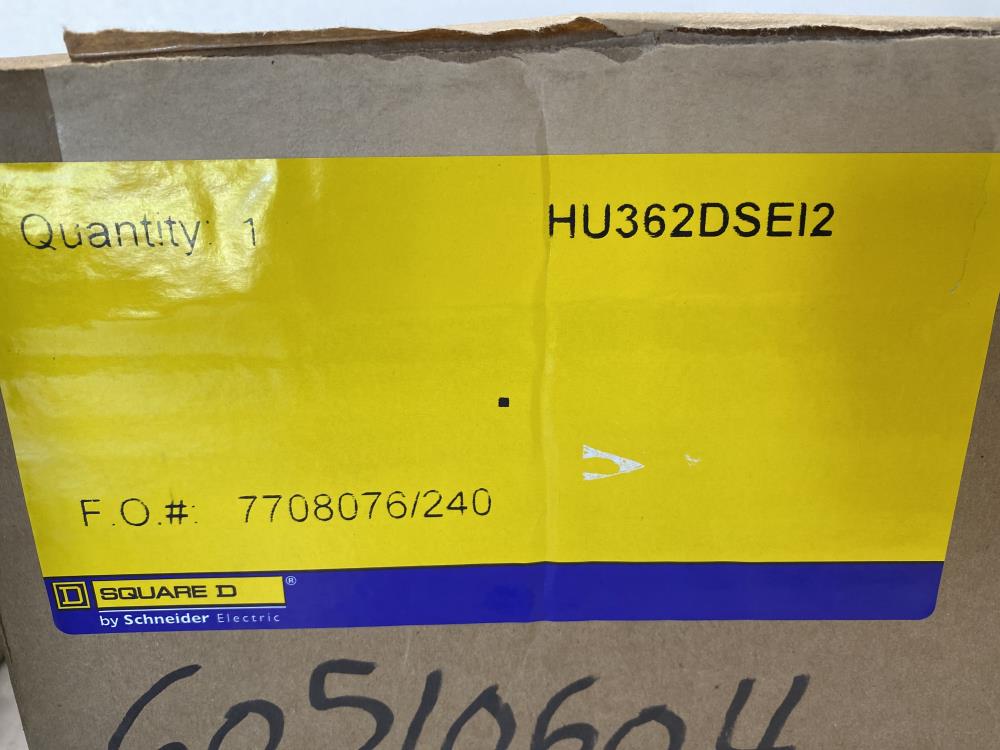 Quantity: 1
HU362DSEI2
F.O.#: 7708076/240
D SQUARE D ®
by Schneider Electric
60510604